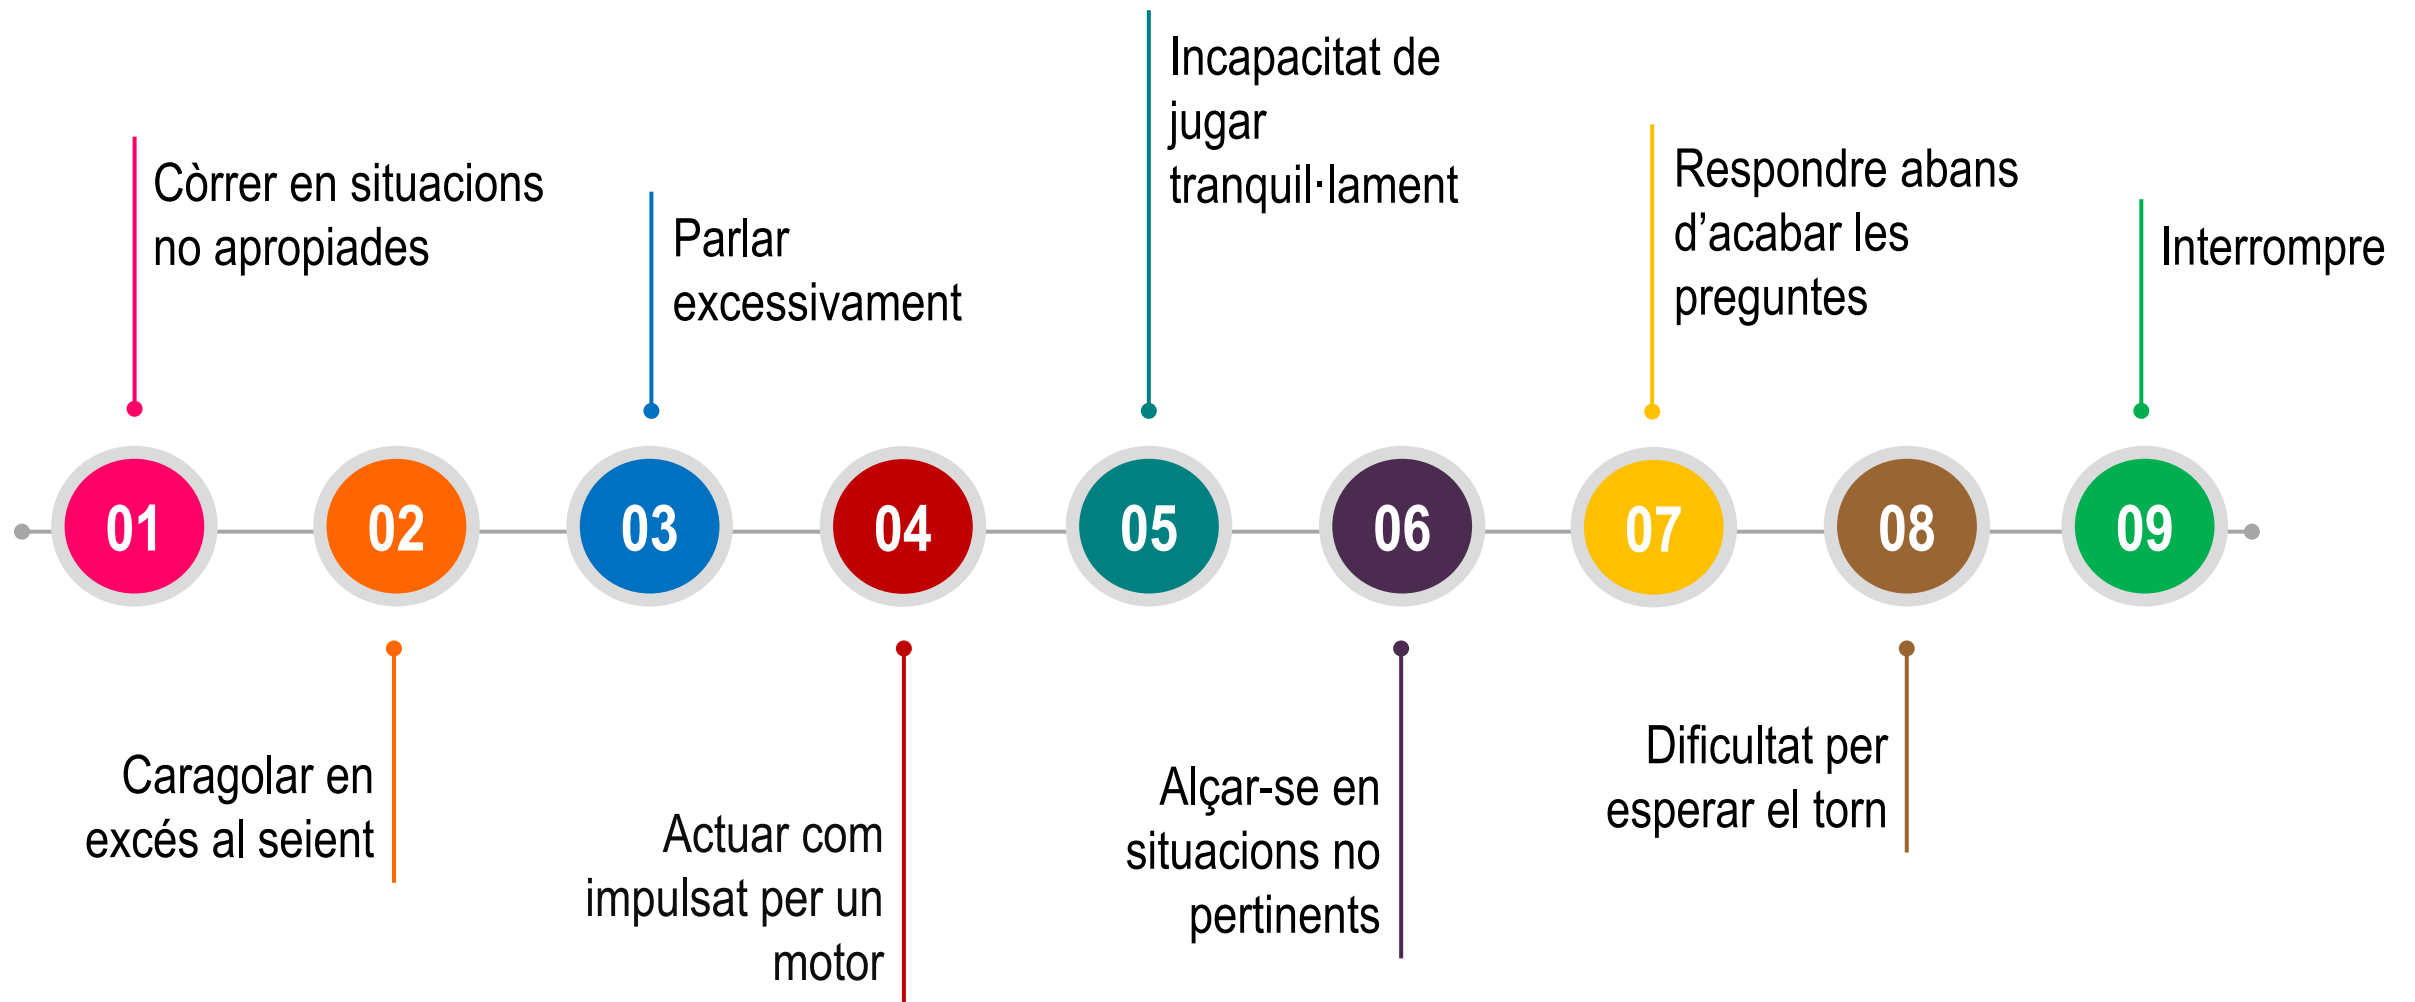 Còrrer en situacions
no apropiades
Parlar
excessivament
Incapacitat de
jugar
tranquil·lament
Respondre abans
d’acabar les
preguntes
Interrompre
01
02
03
04
05
06
07
08
09
Caragolar en
excés al seient
Actuar com
impulsat per un
motor
Alçar-se en
situacions no
pertinents
Dificultat per
esperar el torn